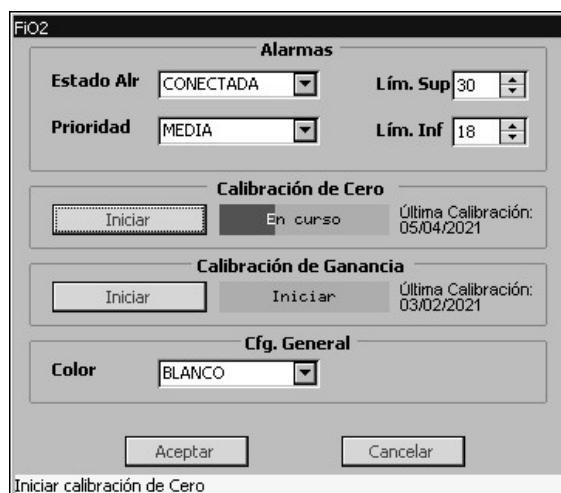 FiO2
Alarmas
Estado Alr CONECTADA Lím. Sup 30
Prioridad MEDIA Lím. Inf 18
Calibración de Cero
Iniciar En curso Última Calibración:
05/04/2021
Calibración de Ganancia
Iniciar Iniciar Última Calibración:
03/02/2021
Cfg. General
Color BLANCO
Aceptar Cancelar
Iniciar calibración de Cero